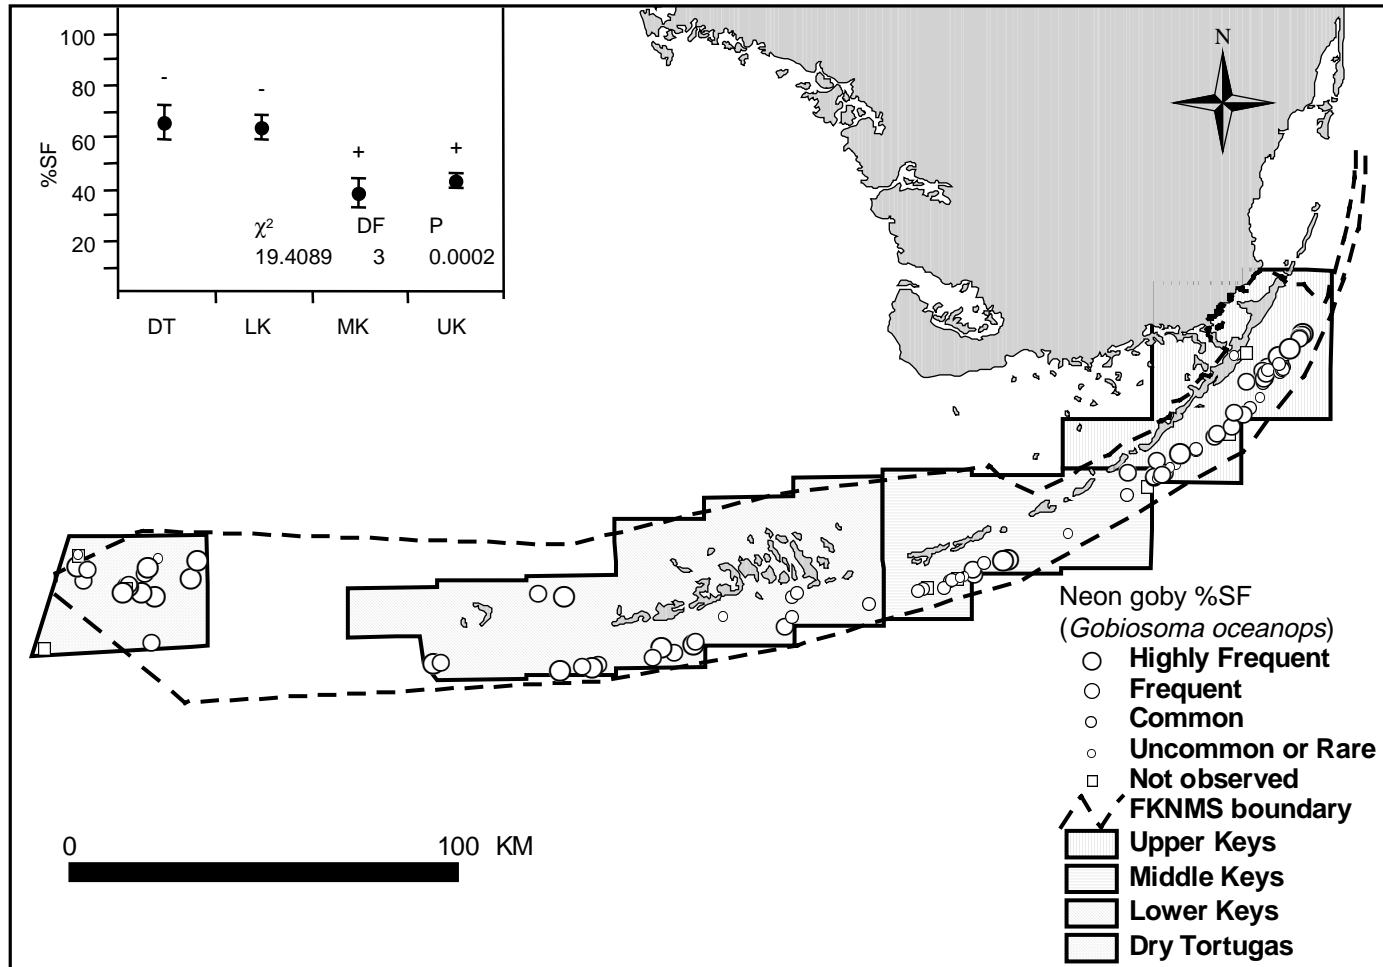 100
80
60
40
20
%SF
-
-
+
+
χ² DF P
19.4089 3 0.0002
DT LK MK UK
N
Neon goby %SF
(Gobiosoma oceanops)
Highly Frequent
Frequent
Common
Uncommon or Rare
Not observed
FKNMS boundary
Upper Keys
Middle Keys
Lower Keys
Dry Tortugas
0 100 KM